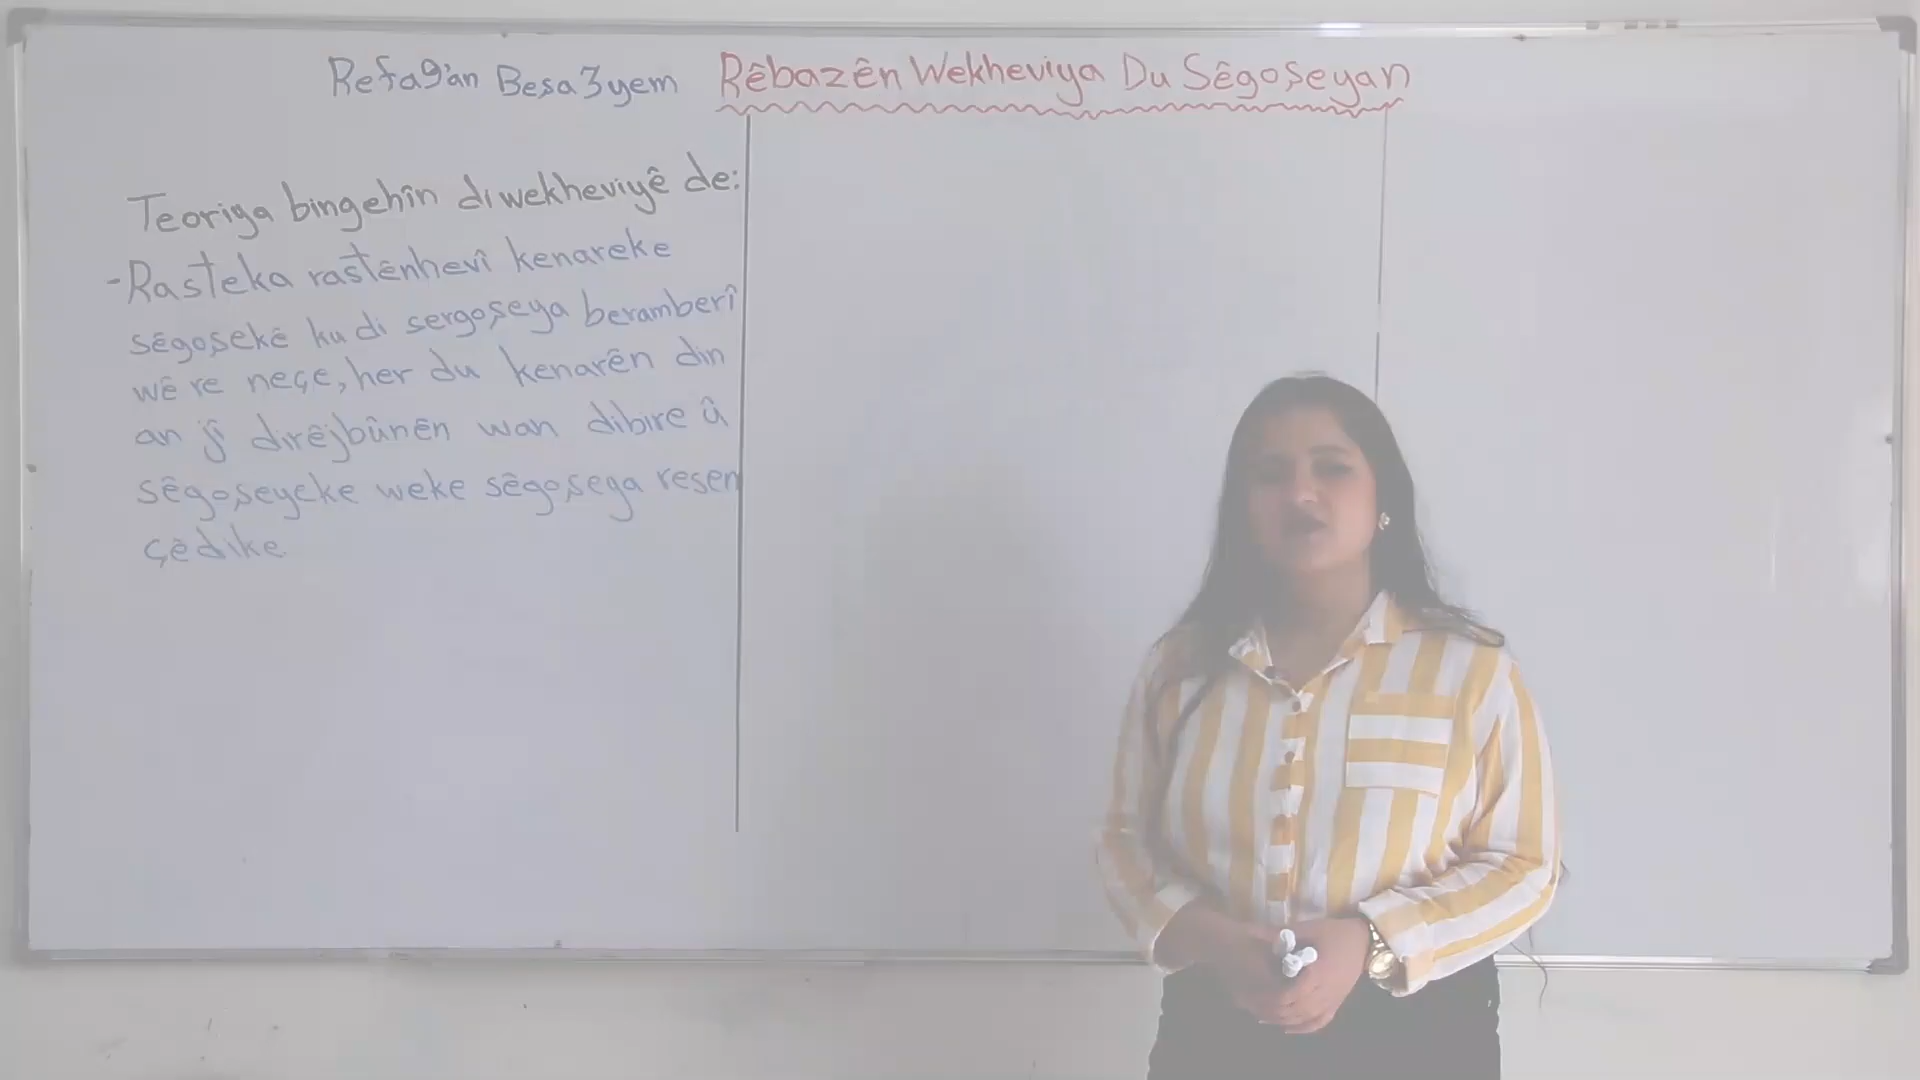 Refa 9'an Besa 3yem Rêbazên Wekheviya Du Sêgoşeyan
Teoriya bingehîn di wekheviyê de:
-Rasteka rastênhevî kenareke
sêgoşekê ku di sergoşeya beramberî
wê re neçe, her du kenarên din
an jî dirêjbûnên wan dibire û
sêgoşeyeke weke sêgoşeya resen
çêdike